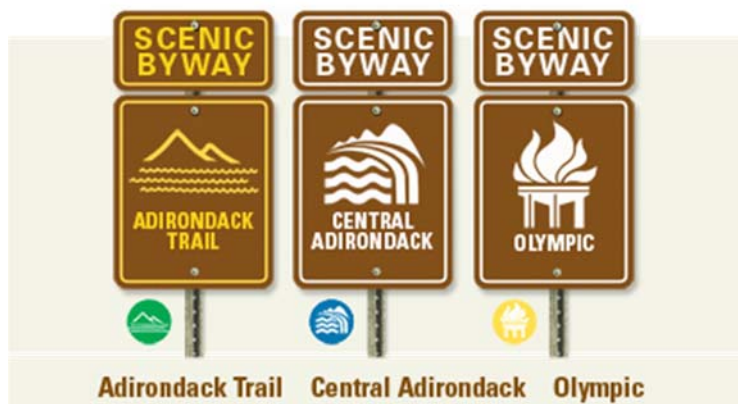 SCENIC
BYWAY
ADIRONDACK
TRAIL
SCENIC
BYWAY
CENTRAL
ADIRONDACK
SCENIC
BYWAY
OLYMPIC
Adirondack Trail
Central Adirondack
Olympic